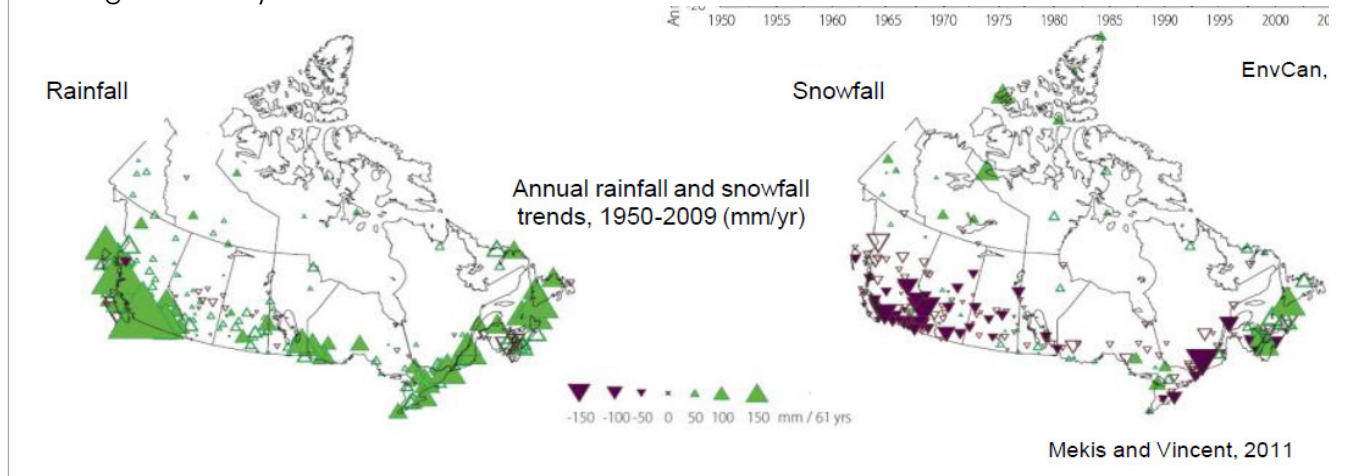 1950 1955 1960 1965 1970 1975 1980 1985 1990 1995 2000
EnvCan,
Rainfall
Snowfall
Annual rainfall and snowfall
trends, 1950-2009 (mm/yr)
-150 -100 -50 0 50 100 150 mm / 61 yrs
Mekis and Vincent, 2011